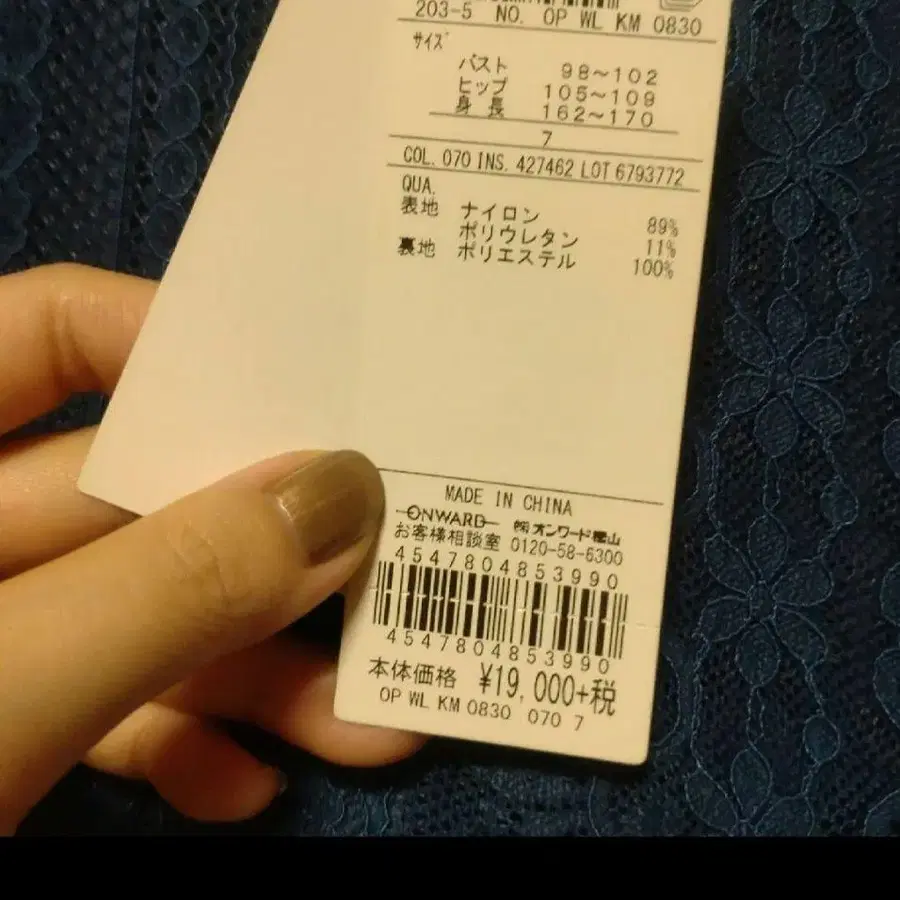 203-5 NO. OP WL KM 0830
サイズ
バスト 98～102
ヒップ 105～109
身長 162～170
7
COL. 070 INS. 427462 LOT 6793772
QUA.
表地 ナイロン 89%
ポリウレタン 11%
裏地 ポリエステル 100%
MADE IN CHINA
ONWARD ㈱オンワード樫山
お客様相談室 0120-58-6300
4547804853990
4547804853990
本体価格 ¥19,000+税
OP WL KM 0830 070 7